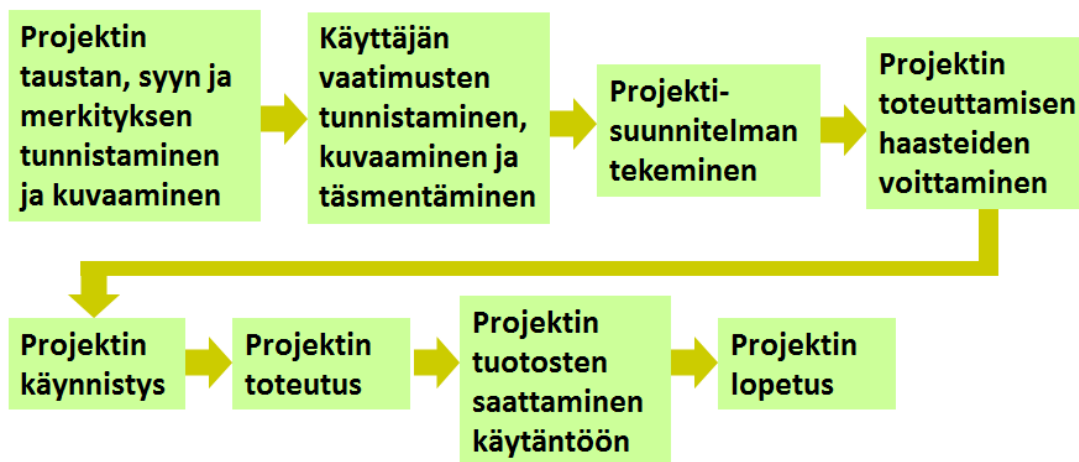 Projektin
taustan, syyn ja
merkityksen
tunnistaminen
ja kuvaaminen
Käyttäjän
vaatimusten
tunnistaminen,
kuvaaminen ja
täsmentäminen
Projekti-
suunnitelman
tekeminen
Projektin
toteuttamisen
haasteiden
voittaminen
Projektin
käynnistys
Projektin
toteutus
Projektin
tuotosten
saattaminen
käytäntöön
Projektin
lopetus